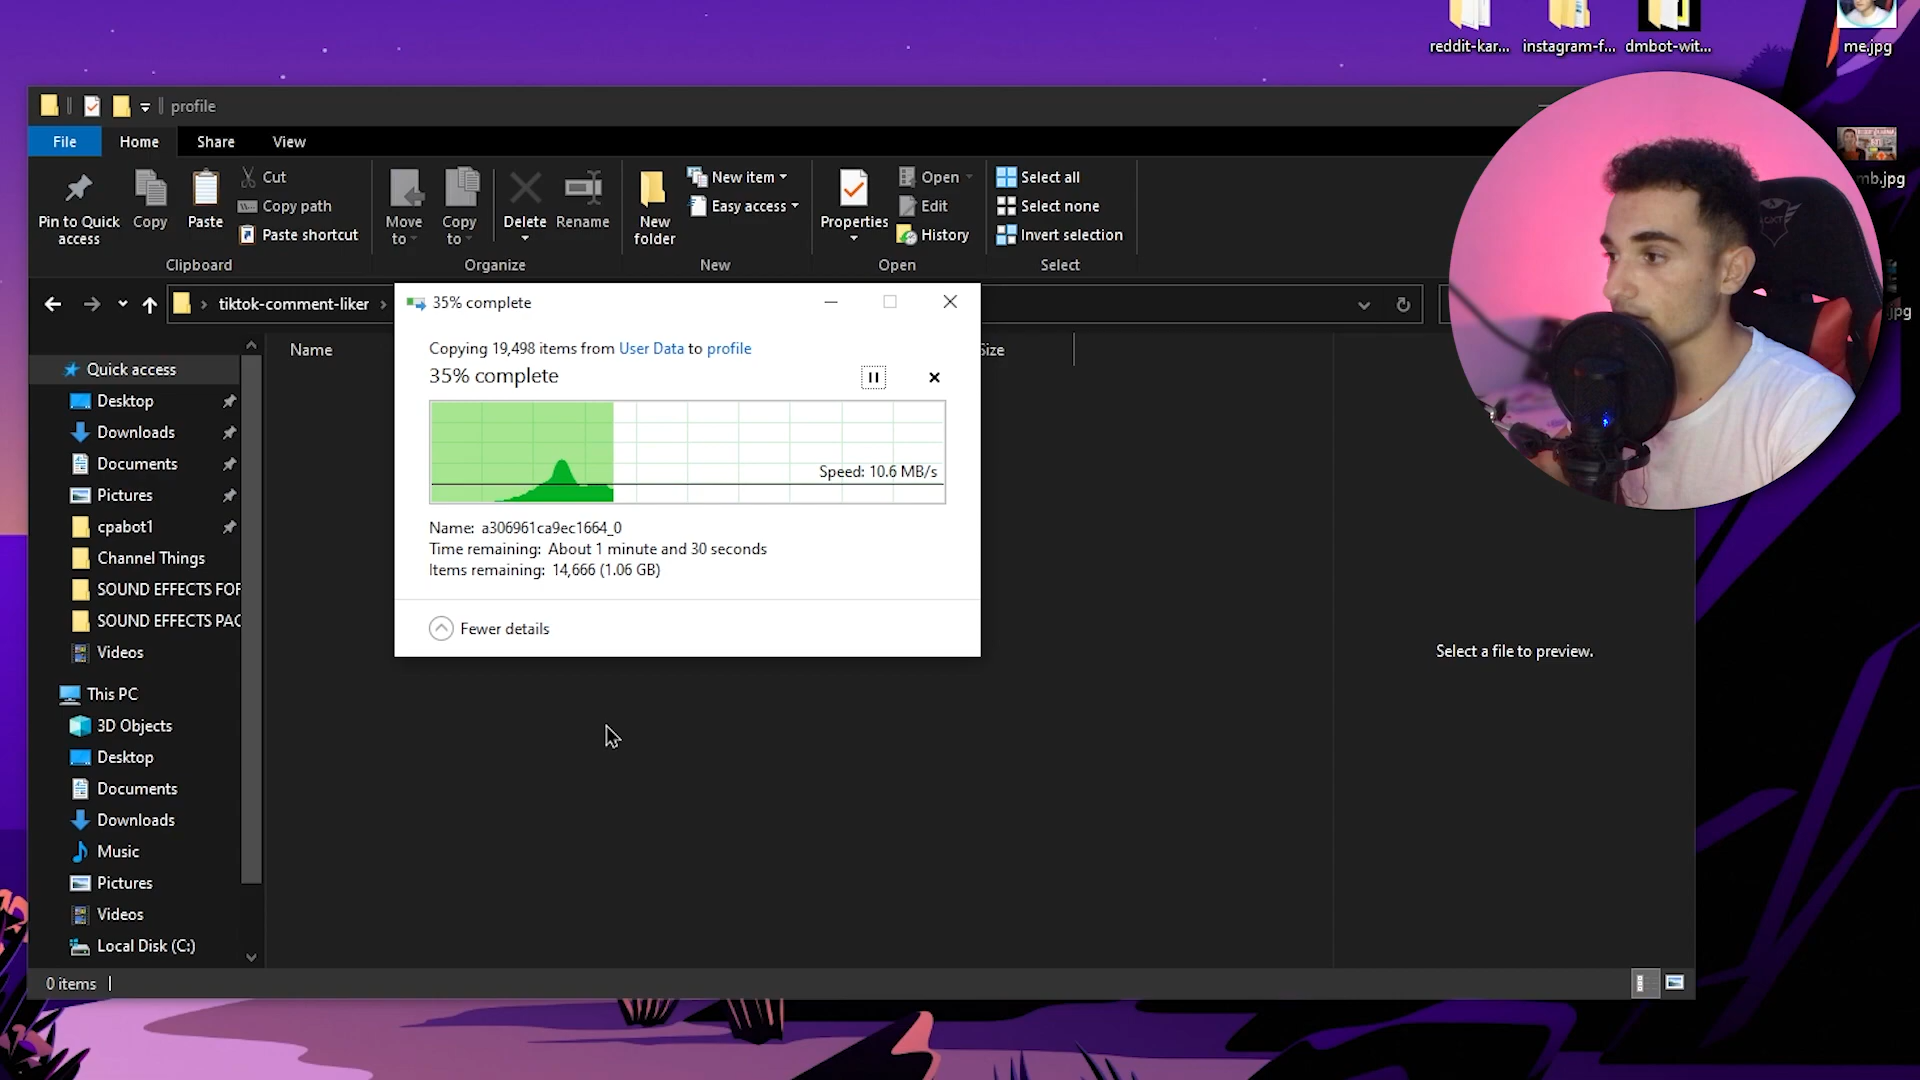 reddit-kar...
instagram-f...
dmbot-wit...
me.jpg
mb.jpg
jpg
profile
File
Home
Share
View
Pin to Quick
access
Copy
Paste
Cut
Copy path
Paste shortcut
Move
to
Copy
to
Delete
Rename
New
folder
New item
Easy access
Properties
Open
Edit
History
Select all
Select none
Invert selection
Clipboard
Organize
New
Open
Select
tiktok-comment-liker
Name
Size
35% complete
Copying 19,498 items from User Data to profile
35% complete
Speed: 10.6 MB/s
Name: a306961ca9ec1664_0
Time remaining: About 1 minute and 30 seconds
Items remaining: 14,666 (1.06 GB)
Fewer details
Quick access
Desktop
Downloads
Documents
Pictures
cpabot1
Channel Things
SOUND EFFECTS FOR
SOUND EFFECTS PAC
Videos
This PC
3D Objects
Desktop
Documents
Downloads
Music
Pictures
Videos
Local Disk (C:)
Select a file to preview.
0 items